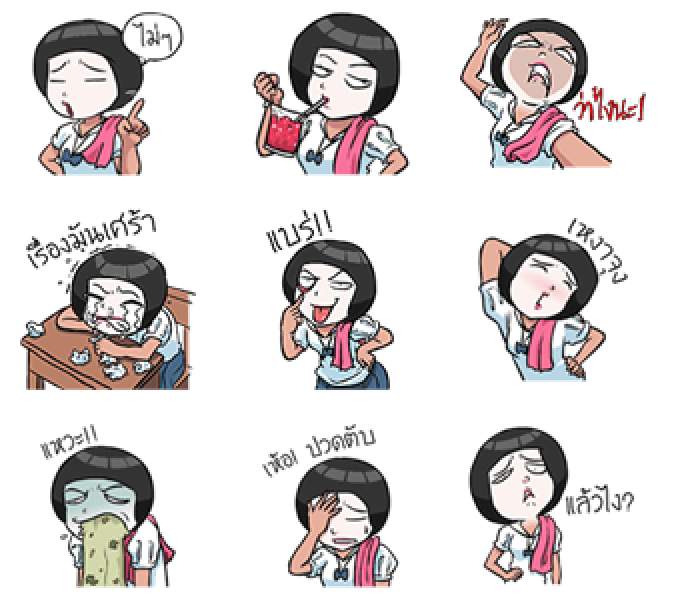 ไม่ๆ
ว่าไงนะ!
เรื่องมันเศร้า
แบร่!!
เหงาจุง
แหวะ!!
เห้อ! ปวดตับ
แล้วไง?